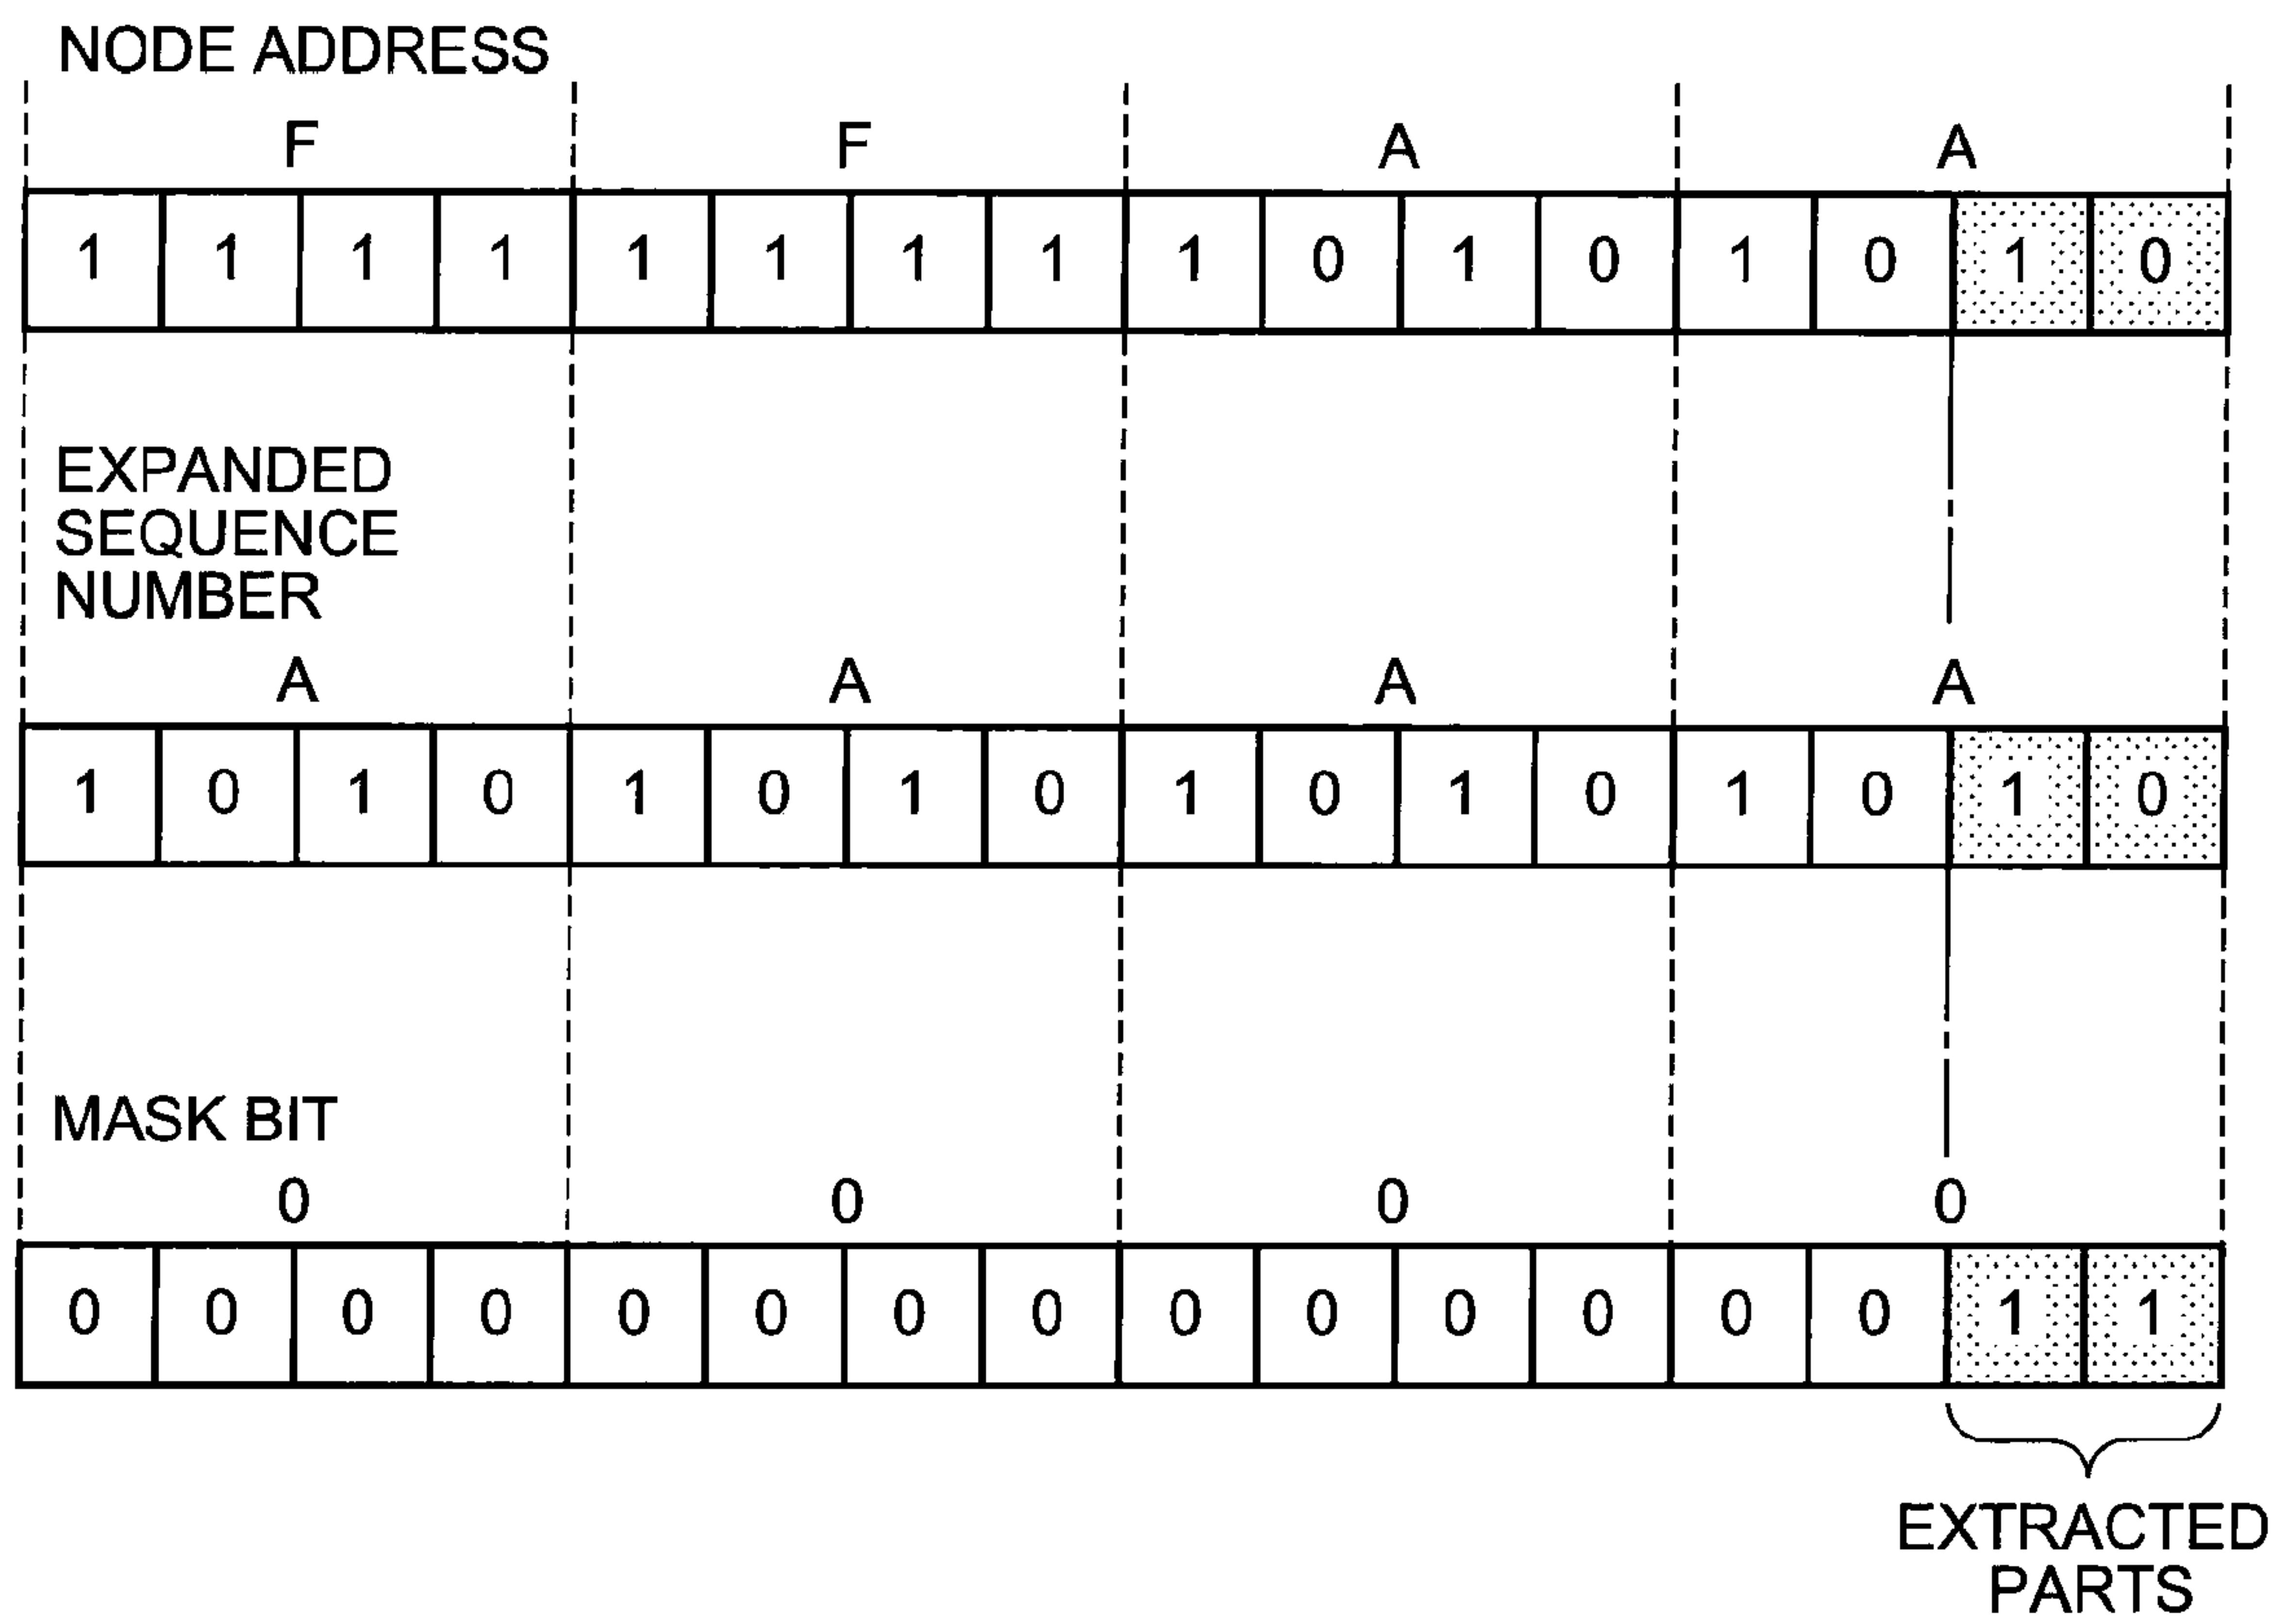 NODE ADDRESS
F F A A
1 1 1 1 1 1 1 1 1 0 1 0 1 0 1 0
EXPANDED
SEQUENCE
NUMBER
A A A A
1 0 1 0 1 0 1 0 1 0 1 0 1 0 1 0
MASK BIT
0 0 0 0
0 0 0 0 0 0 0 0 0 0 0 0 0 0 1 1
EXTRACTED
PARTS